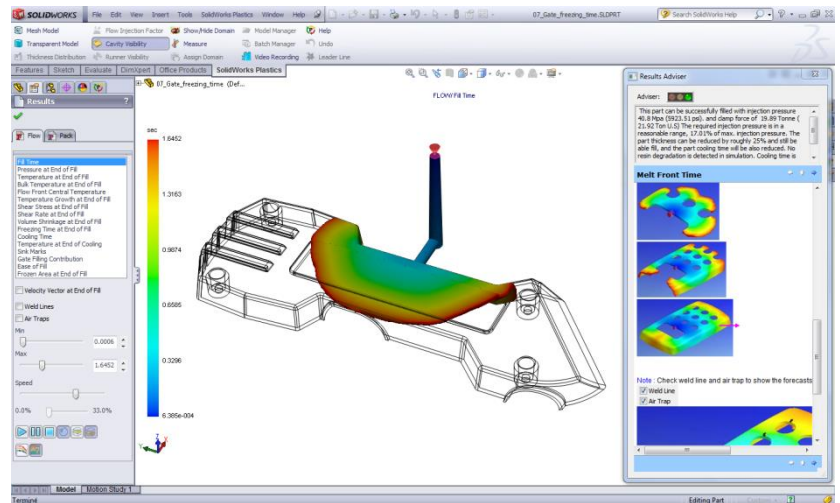 SOLIDWORKS File Edit View Insert Tools SolidWorks Plastics Window Help 07_Gate_freezing_time.SLDPRT Search SolidWorks Help
Mesh Model Flow Injection Factor Show/Hide Domain Model Manager Help
Transparent Model Cavity Visibility Measure Batch Manager Undo
Thickness Distribution Runner Visibility Assign Domain Video Recording Leader Line
Features Sketch Evaluate DimXpert Office Products SolidWorks Plastics
07_Gate_freezing_time (Def...
FLOW/Fill Time
Results ?
Flow Pack
Fill Time
Pressure at End of Fill
Temperature at End of Fill
Bulk Temperature at End of Fill
Flow Front Central Temperature
Temperature Growth at End of Fill
Shear Stress at End of Fill
Shear Rate at End of Fill
Volume Shrinkage at End of Fill
Freezing Time at End of Fill
Cooling Time
Temperature at End of Cooling
Sink Marks
Gate Filling Contribution
Ease of Fill
Frozen Area at End of Fill
Velocity Vector at End of Fill
Weld Lines
Air Traps
Min
0.0006
Max
1.6452
Speed
0.0% 33.0%
sec
1.6452
1.3163
0.9874
0.6585
0.3296
6.385e-004
Z
Y X
Results Adviser
Adviser:
This part can be successfully filled with injection pressure
40.8 Mpa (5923.51 psi). and clamp force of 19.89 Tonne (
21.92 Ton U.S) The required injection pressure is in a
reasonable range, 17.01% of max. injection pressure. The
part thickness can be reduced by roughly 25% and still be
able fill, and the part cooling time will be also reduced. No
resin degradation is detected in simulation. Cooling time is
Melt Front Time
Note : Check weld line and air trap to show the forecasts
Weld Line
Air Trap
Model Motion Study 1
Terminé Editing Part Custom